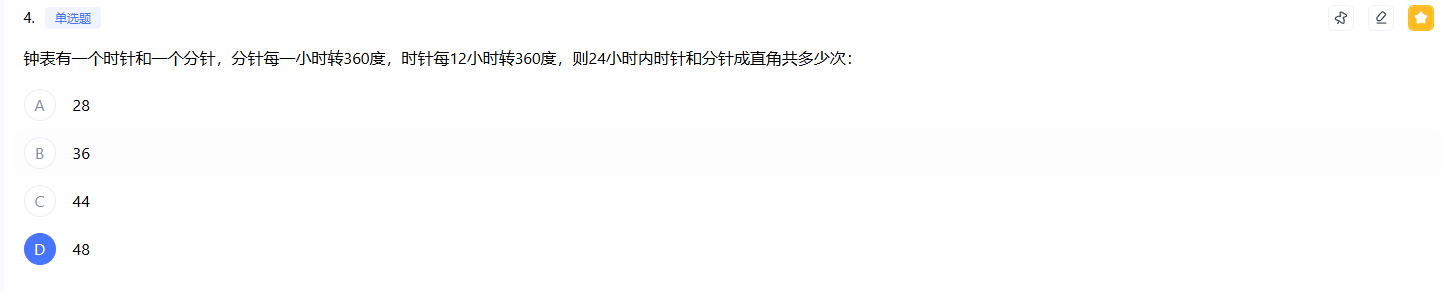 4. 单选题
钟表有一个时针和一个分针，分针每一小时转360度，时针每12小时转360度，则24小时内时针和分针成直角共多少次：
A 28
B 36
C 44
D 48